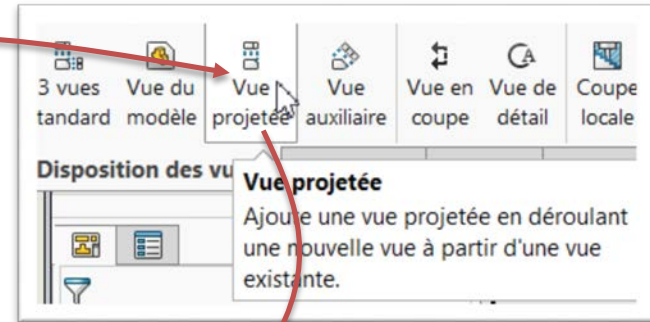 3 vues Vue du Vue Vue Vue en Vue de Coupe
tandard modèle projetée auxiliaire coupe détail locale
Disposition des vu
Vue projetée
Ajoute une vue projetée en déroulant
une nouvelle vue à partir d'une vue
existante.